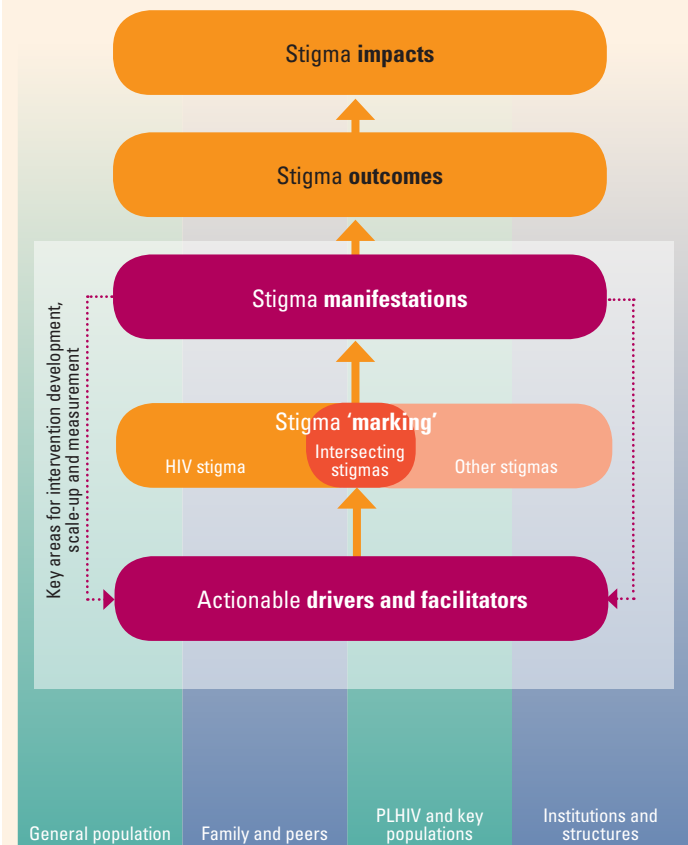 Stigma impacts
Stigma outcomes
Stigma manifestations
Key areas for intervention development,
scale-up and measurement
Stigma ‘marking’
HIV stigma
Intersecting
stigmas
Other stigmas
Actionable drivers and facilitators
General population
Family and peers
PLHIV and key
populations
Institutions and
structures